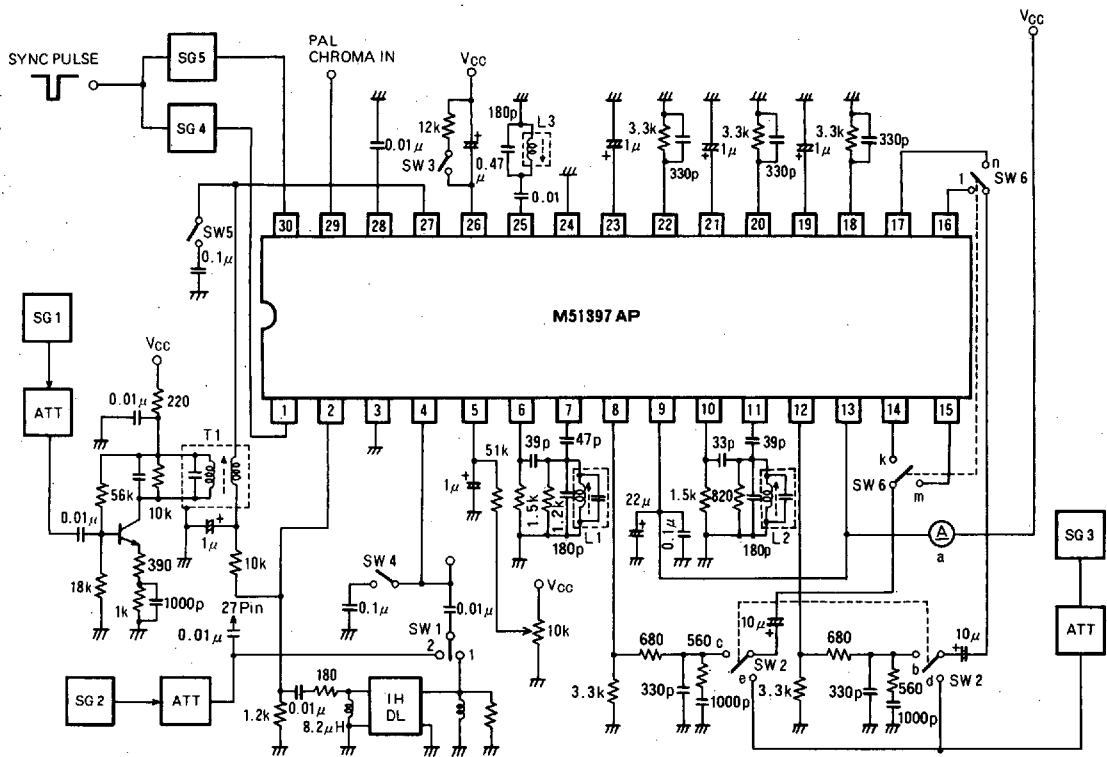 SYNC PULSE
SG5
SG4
PAL
CHROMA IN
VCC
VCC
12k
SW3
0.47
μ
0.01μ
180p
L3
0.01
1μ
3.3k
330p
1μ
3.3k
330p
1μ
3.3k
330p
n
l
SW6
SW5
0.1μ
30
29
28
27
26
25
24
23
22
21
20
19
18
17
16
M51397AP
1
2
3
4
5
6
7
8
9
10
11
12
13
14
15
SG1
ATT
VCC
220
0.01μ
T1
56k
10k
0.01μ
1μ
390
18k
1k
1000p
10k
27Pin
0.01μ
SG2
ATT
1.2k
0.01μ
180
8.2μH
1H
DL
SW4
0.1μ
0.01μ
SW1
2
1
1μ
51k
VCC
10k
39p
47p
1.5k
1.2k
180p
L1
22μ
0.1μ
33p
39p
1.5k
820
180p
L2
k
SW6
m
A
a
SG3
ATT
680
560
c
3.3k
330p
1000p
e
SW2
10μ
680
3.3k
330p
b
560
1000p
d
SW2
10μ